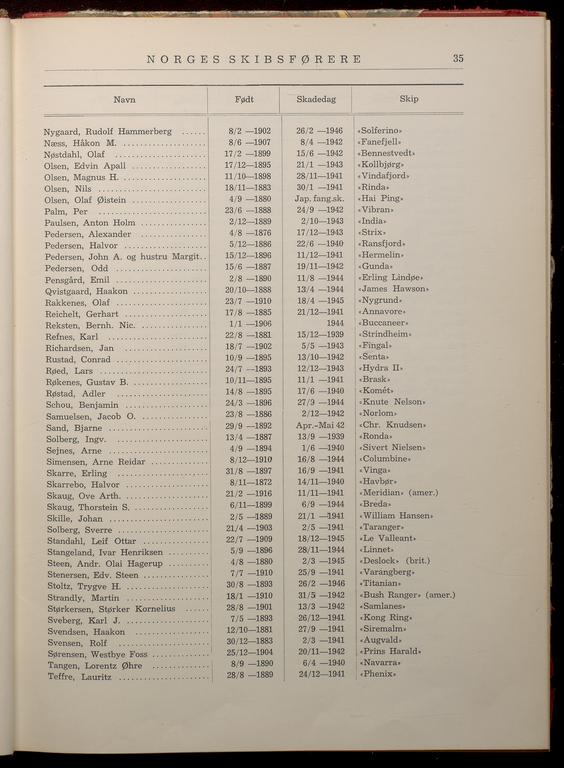 NORGES SKIBSFØRERE 35
Navn Født Skadedag Skip
Nygaard, Rudolf Hammerberg ...... 8/2 —1902 26/2 —1946 «Solferino»
Næss, Håkon M. .................... 8/6 —1907 8/4 —1942 «Fanefjell»
Nøstdahl, Olaf .................... 17/2 —1899 15/6 —1942 «Bennestvedt»
Olsen, Edvin Apall .................. 17/12—1895 21/1 —1943 «Kollbjørg»
Olsen, Magnus H. .................. 11/10—1898 28/11—1941 «Vindafjord»
Olsen, Nils ........................ 18/11—1883 30/1 —1941 «Rinda»
Olsen, Olaf Øistein ................ 4/9 —1880 Jap. fang.sk. «Hai Ping»
Palm, Per ........................ 23/6 —1888 24/9 —1942 «Vibran»
Paulsen, Anton Holm .............. 2/12—1889 2/10—1943 «India»
Pedersen, Alexander ................ 4/8 —1876 17/12—1943 «Strix»
Pedersen, Halvor .................. 5/12—1886 22/6 —1940 «Ransfjord»
Pedersen, John A. og hustru Margit.. 15/12—1896 11/12—1941 «Hermelin»
Pedersen, Odd .................... 15/6 —1887 19/11—1942 «Gunda»
Pensgård, Emil .................... 2/8 —1890 11/8 —1944 «Erling Lindøe»
Qvistgaard, Haakon ................ 20/10—1888 13/4 —1944 «James Hawson»
Rakkenes, Olaf .................... 23/7 —1910 18/4 —1945 «Nygrund»
Reichelt, Gerhart .................. 17/8 —1885 21/12—1941 «Annavore»
Reksten, Bernh. Nic. ................ 1/1 —1906 1944 «Buccaneer»
Refnes, Karl ...................... 22/8 —1881 15/12—1939 «Strindheim»
Richardsen, Jan .................. 18/7 —1902 5/5 —1943 «Fingal»
Rustad, Conrad .................... 10/9 —1895 13/10—1942 «Senta»
Røed, Lars ........................ 24/7 —1893 12/12—1943 «Hydra II»
Røkenes, Gustav B. ................ 10/11—1895 11/1 —1941 «Brask»
Røstad, Adler .................... 14/8 —1895 17/6 —1940 «Komét»
Schou, Benjamin .................. 24/3 —1896 27/9 —1944 «Knute Nelson»
Samuelsen, Jacob O. ................ 23/8 —1886 2/12—1942 «Norlom»
Sand, Bjarne ...................... 29/9 —1892 Apr.-Mai 42 «Chr. Knudsen»
Solberg, Ingv. .................... 13/4 —1887 13/9 —1939 «Ronda»
Sejnes, Arne ...................... 4/9 —1894 1/6 —1940 «Sivert Nielsen»
Simensen, Arne Reidar .............. 8/12—1910 16/8 —1944 «Columbine»
Skarre, Erling .................... 31/8 —1897 16/9 —1941 «Vinga»
Skarrebo, Halvor .................. 8/11—1872 14/11—1940 «Havbør»
Skaug, Ove Arth. .................. 21/2 —1916 11/11—1941 «Meridian» (amer.)
Skaug, Thorstein S. ................ 6/11—1899 6/9 —1944 «Breda»
Skille, Johan .................... 2/5 —1889 21/1 —1941 «William Hansen»
Solberg, Sverre .................... 21/4 —1903 2/5 —1941 «Taranger»
Standahl, Leif Ottar .............. 22/7 —1909 18/12—1945 «Le Valleant»
Stangeland, Ivar Henriksen .......... 5/9 —1896 28/11—1944 «Linnet»
Steen, Andr. Olai Hagerup .......... 4/8 —1880 2/3 —1945 «Deslock» (brit.)
Stenersen, Edv. Steen .............. 7/7 —1910 25/9 —1941 «Varangberg»
Stoltz, Trygve H. .................. 30/8 —1893 26/2 —1946 «Titanian»
Strandly, Martin .................. 18/1 —1910 31/5 —1942 «Bush Ranger» (amer.)
Størkersen, Størker Kornelius ...... 28/8 —1901 13/3 —1942 «Samlanes»
Sveberg, Karl J. .................. 7/5 —1893 26/12—1941 «Kong Ring»
Svendsen, Haakon .................. 12/10—1881 27/9 —1941 «Siremalm»
Svensen, Rolf .................... 30/12—1883 2/3 —1941 «Augvald»
Sørensen, Westbye Foss .............. 25/12—1904 20/11—1942 «Prins Harald»
Tangen, Lorentz Øhre .............. 8/9 —1890 6/4 —1940 «Navarra»
Teffre, Lauritz .................... 28/8 —1889 24/12—1941 «Phenix»